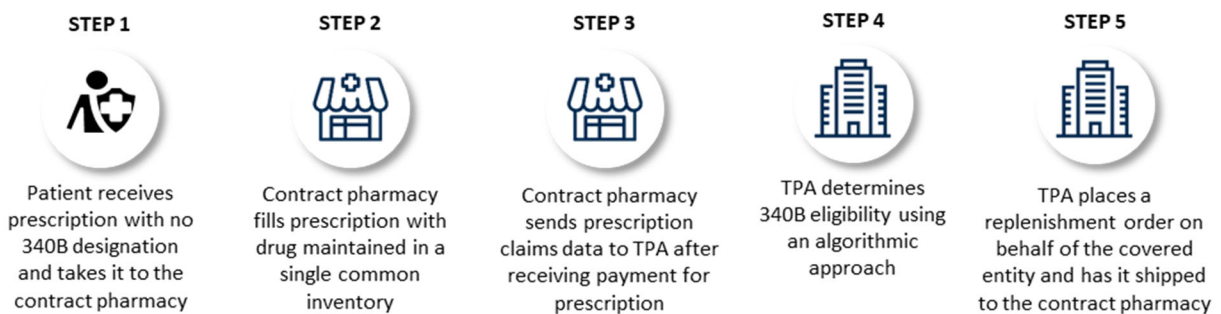 STEP 1
Patient receives
prescription with no
340B designation
and takes it to the
contract pharmacy
STEP 2
Contract pharmacy
fills prescription with
drug maintained in a
single common
inventory
STEP 3
Contract pharmacy
sends prescription
claims data to TPA after
receiving payment for
prescription
STEP 4
TPA determines
340B eligibility using
an algorithmic
approach
STEP 5
TPA places a
replenishment order on
behalf of the covered
entity and has it shipped
to the contract pharmacy